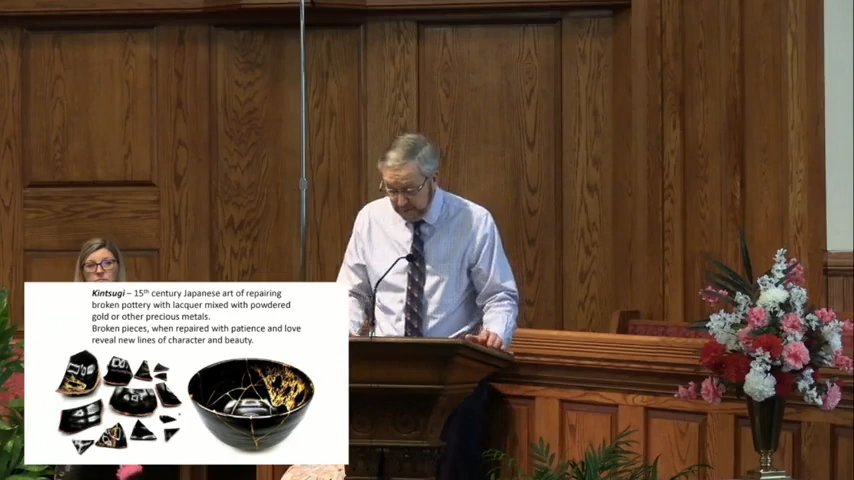 Kintsugi – 15th century Japanese art of repairing
broken pottery with lacquer mixed with powdered
gold or other precious metals.
Broken pieces, when repaired with patience and love
reveal new lines of character and beauty.